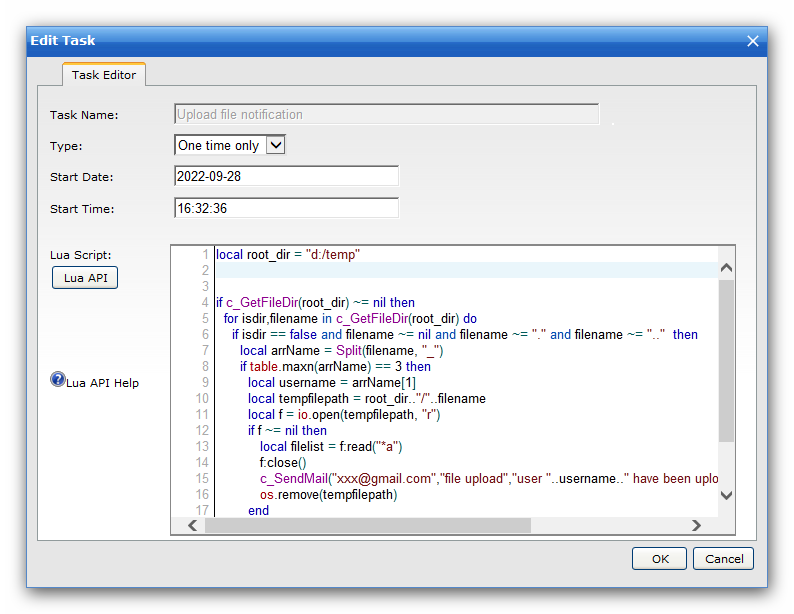 Edit Task
Task Editor
Task Name: Upload file notification
Type: One time only
Start Date: 2022-09-28
Start Time: 16:32:36
Lua Script:
Lua API
Lua API Help
1 local root_dir = "d:/temp"
2
3
4 if c_GetFileDir(root_dir) ~= nil then
5 for isdir,filename in c_GetFileDir(root_dir) do
6 if isdir == false and filename ~= nil and filename ~= "." and filename ~= ".." then
7 local arrName = Split(filename, "_")
8 if table.maxn(arrName) == 3 then
9 local username = arrName[1]
10 local tempfilepath = root_dir.."/"..filename
11 local f = io.open(tempfilepath, "r")
12 if f ~= nil then
13 local filelist = f:read("*a")
14 f:close()
15 c_SendMail("xxx@gmail.com","file upload","user "..username.." have been uplo
16 os.remove(tempfilepath)
17 end
OK
Cancel